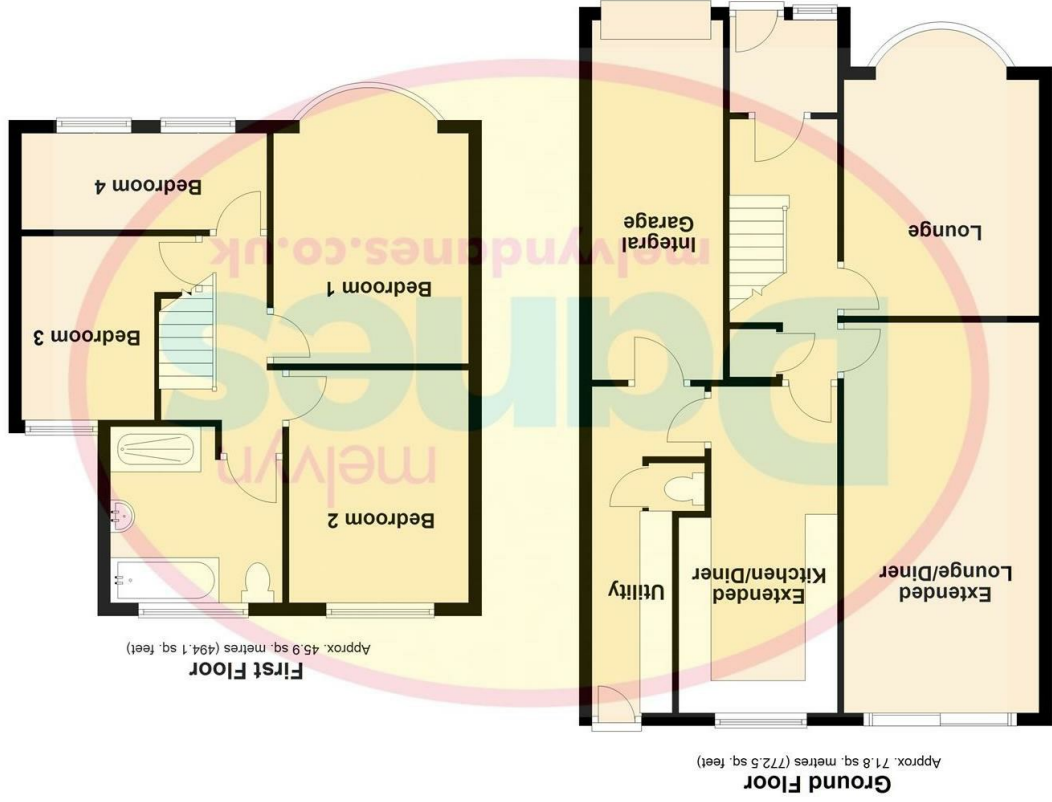 Ground Floor
Approx. 71.8 sq. metres (772.5 sq. feet)
Extended
Lounge/Diner
Extended
Kitchen/Diner
Utility
Lounge
Integral
Garage
First Floor
Approx. 45.9 sq. metres (494.1 sq. feet)
Bedroom 2
Bedroom 3
Bedroom 1
Bedroom 4
melvyn
Danes
melvyndanes.co.uk